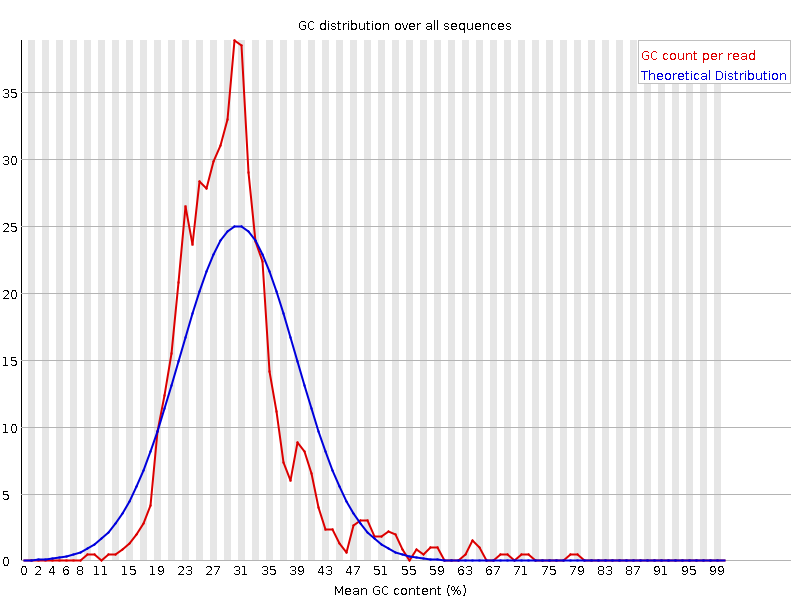 GC distribution over all sequences
GC count per read
Theoretical Distribution
35
30
25
20
15
10
5
0
0 2 4 6 8 11 15 19 23 27 31 35 39 43 47 51 55 59 63 67 71 75 79 83 87 91 95 99
Mean GC content (%)